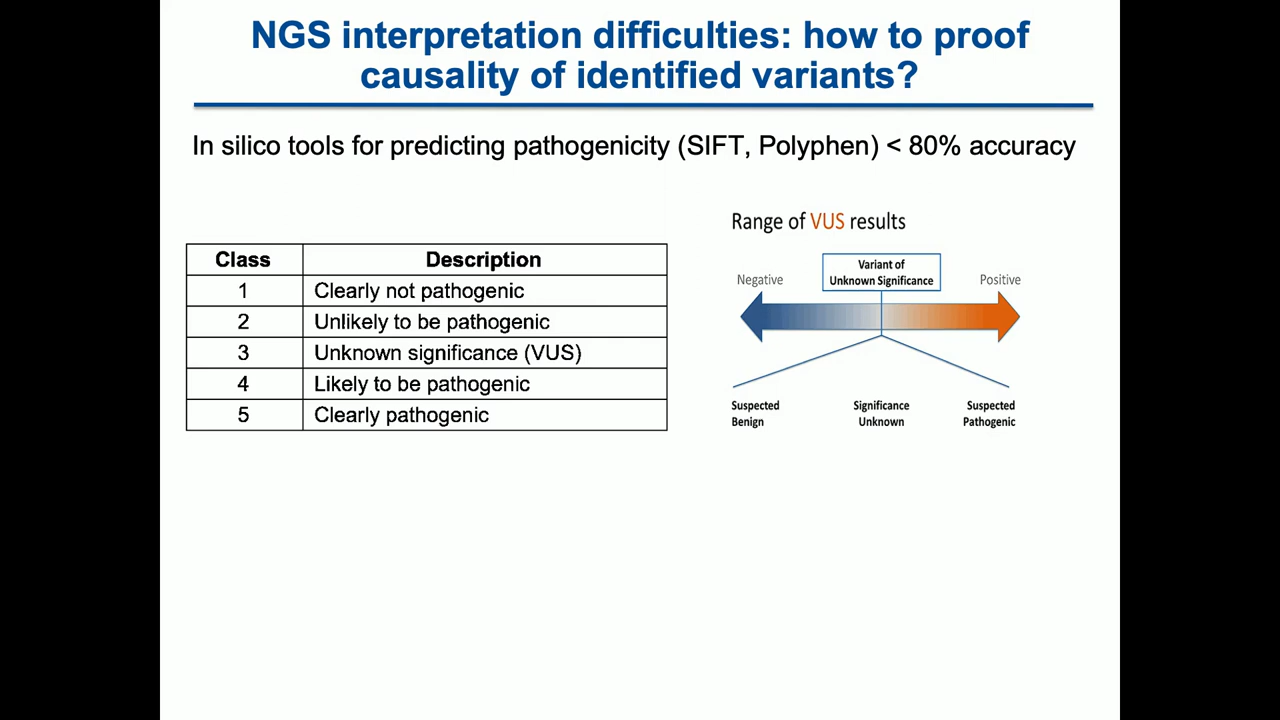 NGS interpretation difficulties: how to proof
causality of identified variants?
In silico tools for predicting pathogenicity (SIFT, Polyphen) < 80% accuracy
Class Description
1 Clearly not pathogenic
2 Unlikely to be pathogenic
3 Unknown significance (VUS)
4 Likely to be pathogenic
5 Clearly pathogenic
Range of VUS results
Variant of
Unknown Significance
Negative
Positive
Suspected
Benign
Significance
Unknown
Suspected
Pathogenic